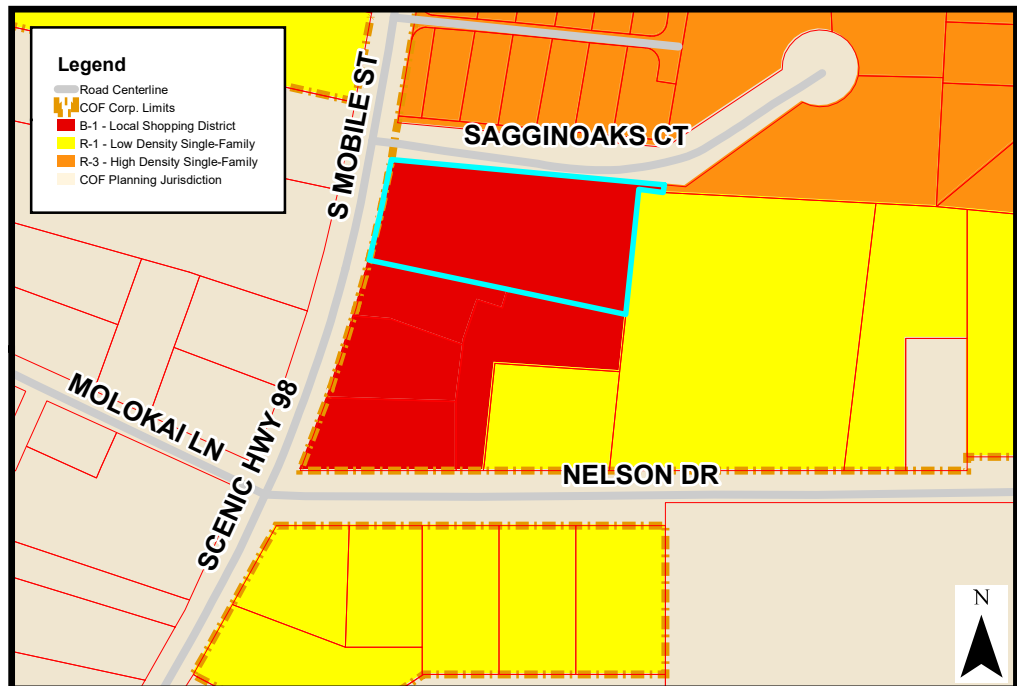 Legend
Road Centerline
COF Corp. Limits
B-1 - Local Shopping District
R-1 - Low Density Single-Family
R-3 - High Density Single-Family
COF Planning Jurisdiction
S MOBILE ST
SAGGINOAKS CT
MOLOKAI LN
SCENIC HWY 98
NELSON DR
N